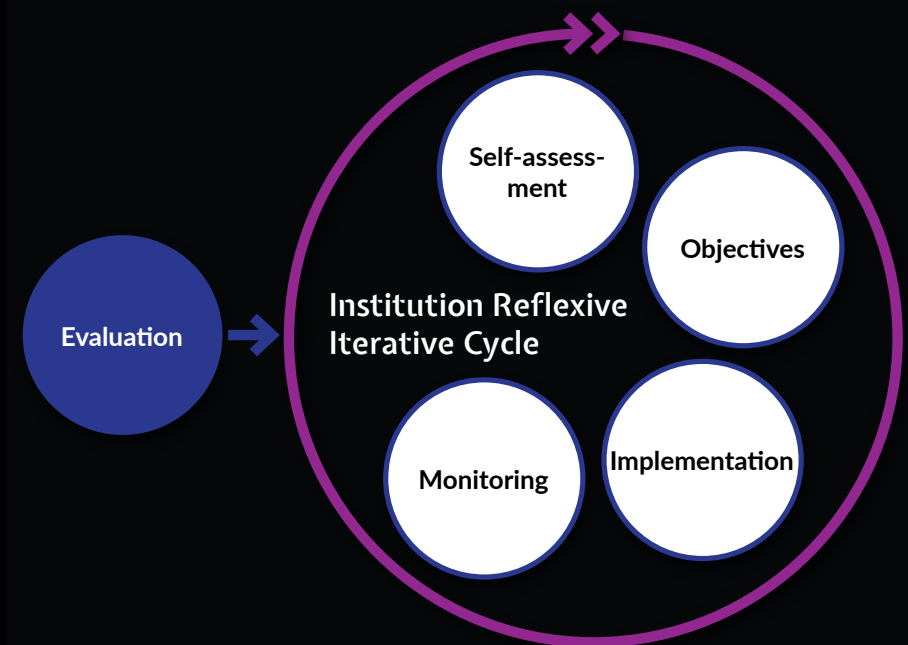 Self-assess-
ment
Objectives
Institution Reflexive
Iterative Cycle
Evaluation
Implementation
Monitoring